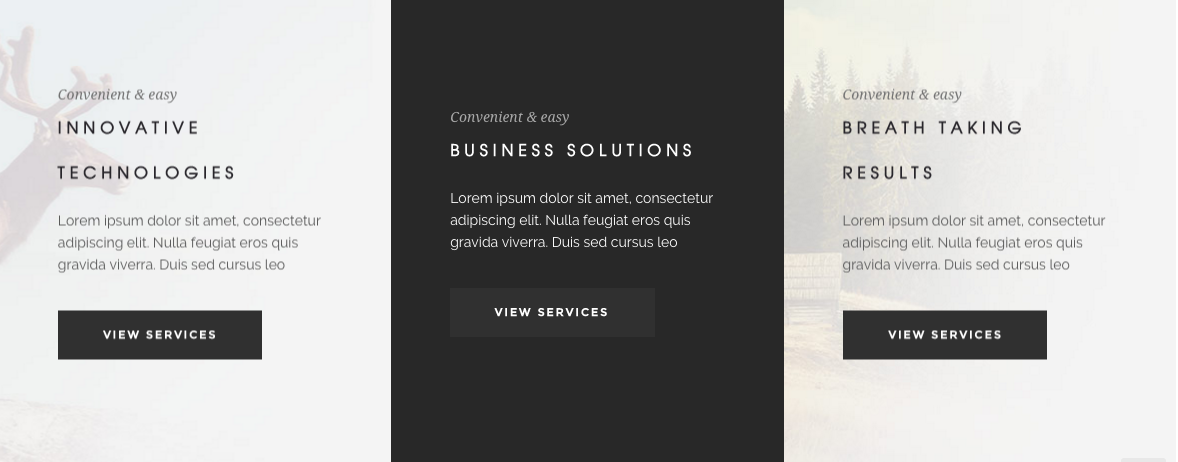 Convenient & easy
INNOVATIVE
TECHNOLOGIES
Lorem ipsum dolor sit amet, consectetur
adipiscing elit. Nulla feugiat eros quis
gravida viverra. Duis sed cursus leo
VIEW SERVICES
Convenient & easy
BUSINESS SOLUTIONS
Lorem ipsum dolor sit amet, consectetur
adipiscing elit. Nulla feugiat eros quis
gravida viverra. Duis sed cursus leo
VIEW SERVICES
Convenient & easy
BREATH TAKING
RESULTS
Lorem ipsum dolor sit amet, consectetur
adipiscing elit. Nulla feugiat eros quis
gravida viverra. Duis sed cursus leo
VIEW SERVICES